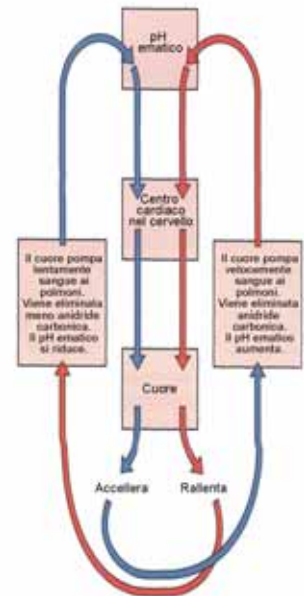 pH
ematico
Centro
cardiaco
nel cervello
Il cuore pompa
lentamente
sangue ai
polmoni.
Viene eliminata
meno anidride
carbonica.
Il pH ematico
si riduce.
Il cuore pompa
velocemente
sangue ai
polmoni.
Viene eliminata
anidride
carbonica.
Il pH ematico
aumenta.
Cuore
Accellera
Rallenta